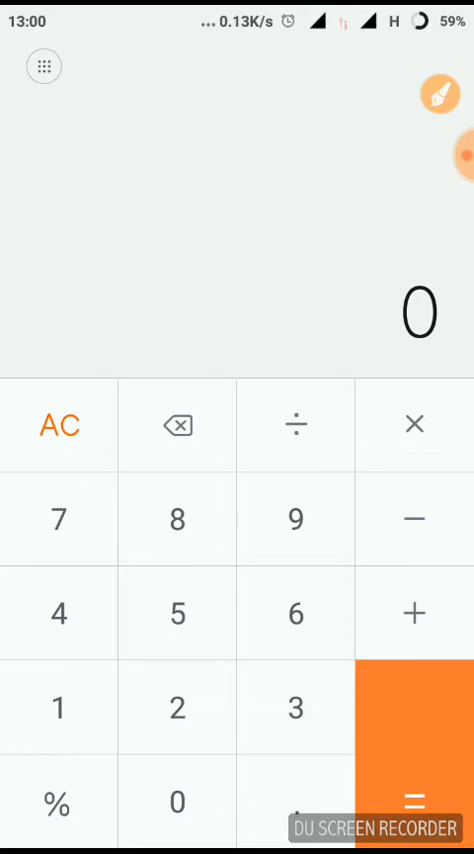 13:00 ... 0.13K/s H 59%
0
AC ÷ ×
7 8 9 −
4 5 6 +
1 2 3
% 0 . =
DU SCREEN RECORDER